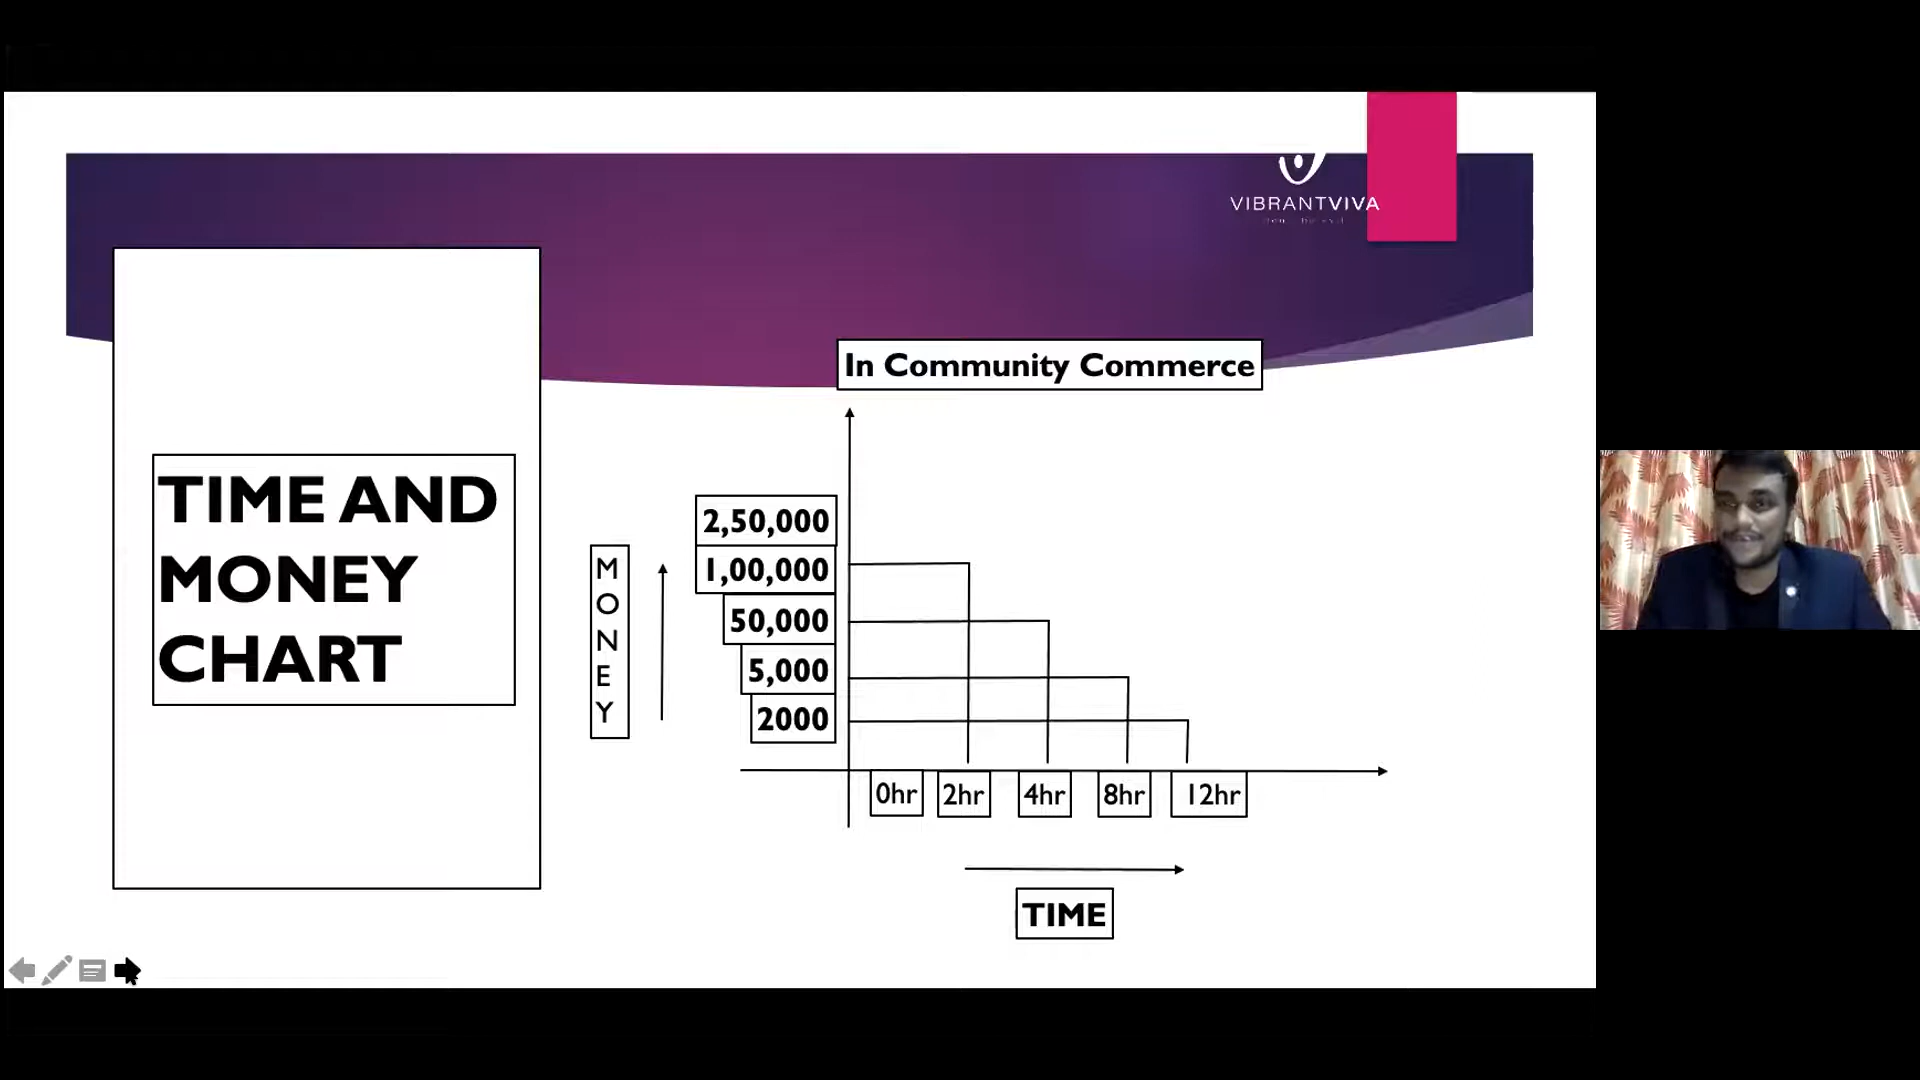 VIBRANTVIVA
In Community Commerce
TIME AND
MONEY
CHART
M
O
N
E
Y
2,50,000
1,00,000
50,000
5,000
2000
0hr 2hr 4hr 8hr 12hr
TIME